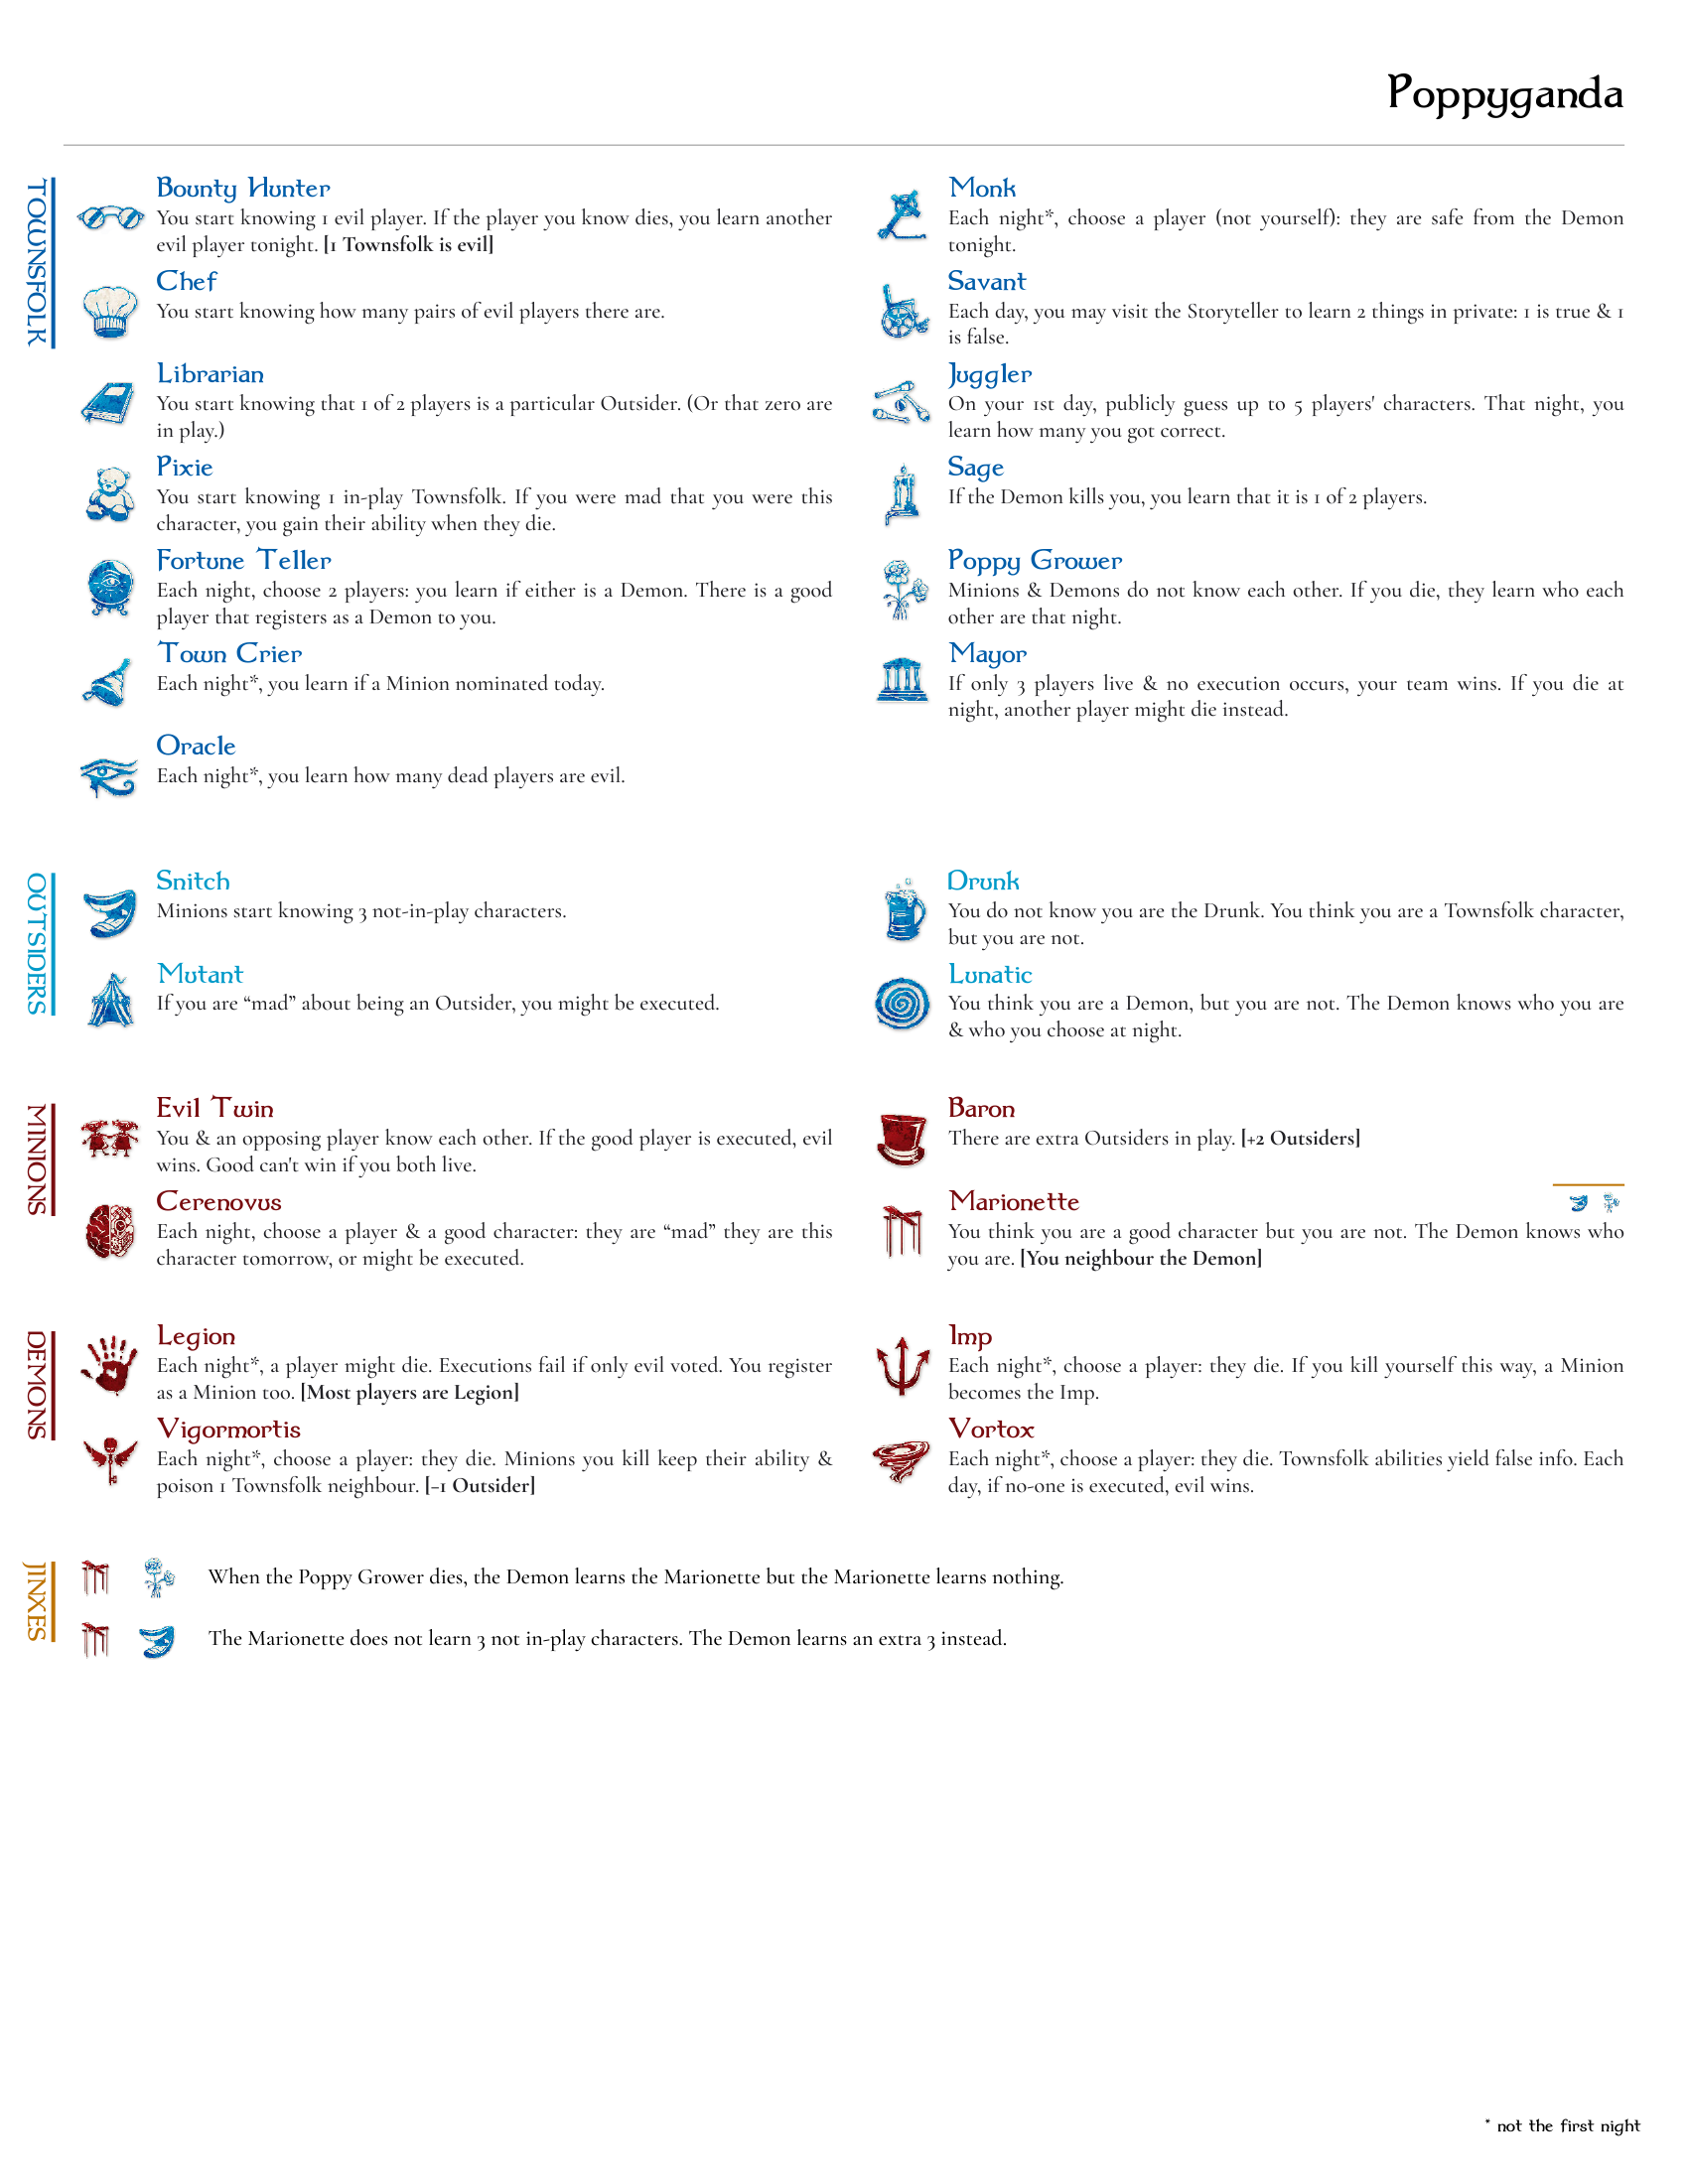 Poppyganda
TOWNSFOLK
Bounty Hunter
You start knowing 1 evil player. If the player you know dies, you learn another
evil player tonight. [1 Townsfolk is evil]
Chef
You start knowing how many pairs of evil players there are.
Librarian
You start knowing that 1 of 2 players is a particular Outsider. (Or that zero are
in play.)
Pixie
You start knowing 1 in-play Townsfolk. If you were mad that you were this
character, you gain their ability when they die.
Fortune Teller
Each night, choose 2 players: you learn if either is a Demon. There is a good
player that registers as a Demon to you.
Town Crier
Each night*, you learn if a Minion nominated today.
Oracle
Each night*, you learn how many dead players are evil.
Monk
Each night*, choose a player (not yourself): they are safe from the Demon
tonight.
Savant
Each day, you may visit the Storyteller to learn 2 things in private: 1 is true & 1
is false.
Juggler
On your 1st day, publicly guess up to 5 players' characters. That night, you
learn how many you got correct.
Sage
If the Demon kills you, you learn that it is 1 of 2 players.
Poppy Grower
Minions & Demons do not know each other. If you die, they learn who each
other are that night.
Mayor
If only 3 players live & no execution occurs, your team wins. If you die at
night, another player might die instead.
OUTSIDERS
Snitch
Minions start knowing 3 not-in-play characters.
Mutant
If you are “mad” about being an Outsider, you might be executed.
Drunk
You do not know you are the Drunk. You think you are a Townsfolk character,
but you are not.
Lunatic
You think you are a Demon, but you are not. The Demon knows who you are
& who you choose at night.
MINIONS
Evil Twin
You & an opposing player know each other. If the good player is executed, evil
wins. Good can't win if you both live.
Cerenovus
Each night, choose a player & a good character: they are “mad” they are this
character tomorrow, or might be executed.
Baron
There are extra Outsiders in play. [+2 Outsiders]
Marionette
You think you are a good character but you are not. The Demon knows who
you are. [You neighbour the Demon]
DEMONS
Legion
Each night*, a player might die. Executions fail if only evil voted. You register
as a Minion too. [Most players are Legion]
Vigormortis
Each night*, choose a player: they die. Minions you kill keep their ability &
poison 1 Townsfolk neighbour. [−1 Outsider]
Imp
Each night*, choose a player: they die. If you kill yourself this way, a Minion
becomes the Imp.
Vortox
Each night*, choose a player: they die. Townsfolk abilities yield false info. Each
day, if no-one is executed, evil wins.
JINXES
When the Poppy Grower dies, the Demon learns the Marionette but the Marionette learns nothing.
The Marionette does not learn 3 not in-play characters. The Demon learns an extra 3 instead.
* not the first night